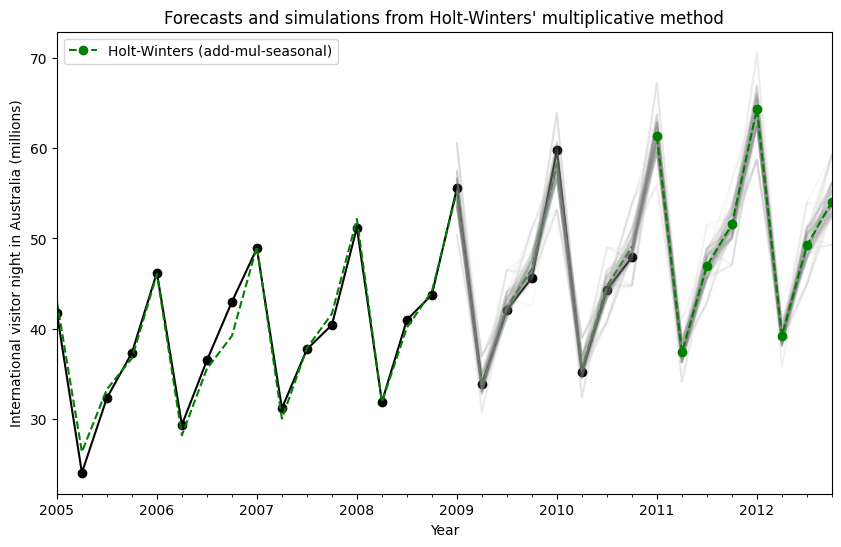 Forecasts and simulations from Holt-Winters' multiplicative method
Holt-Winters (add-mul-seasonal)
International visitor night in Australia (millions)
70
60
50
40
30
2005 2006 2007 2008 2009 2010 2011 2012
Year